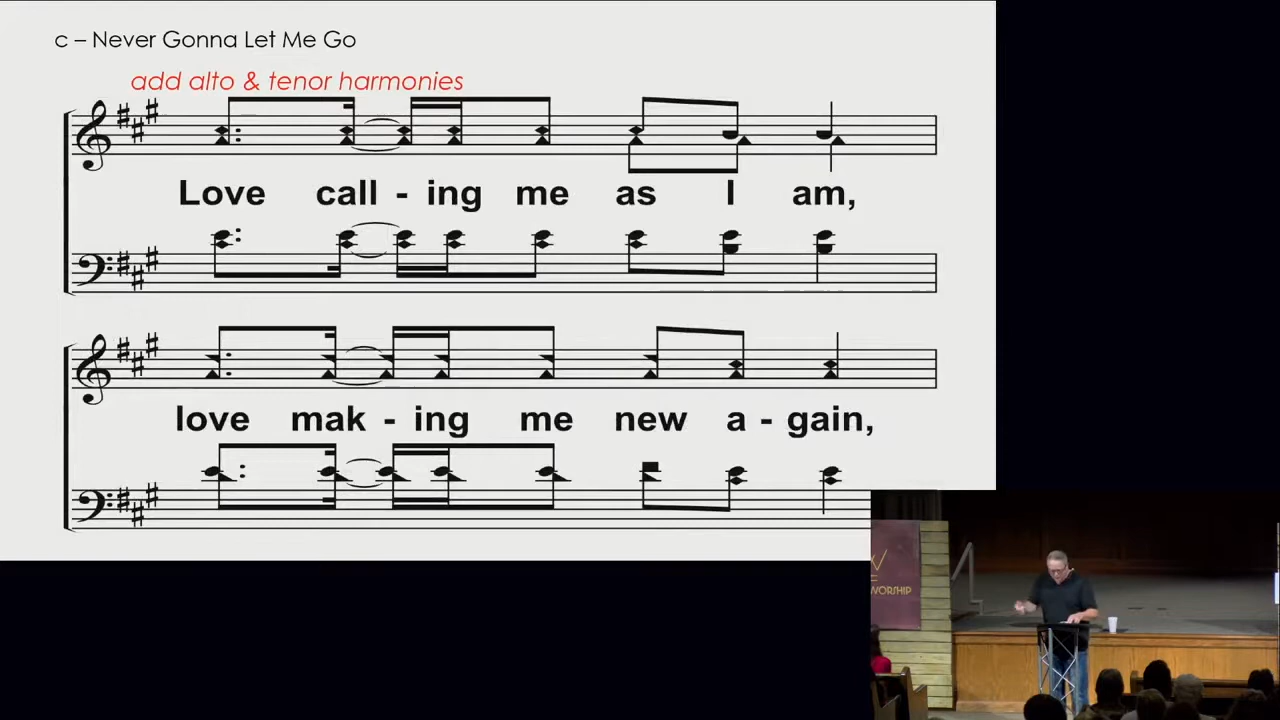 c – Never Gonna Let Me Go
add alto & tenor harmonies
Love call - ing me as I am,
love mak - ing me new a - gain,
WORSHIP